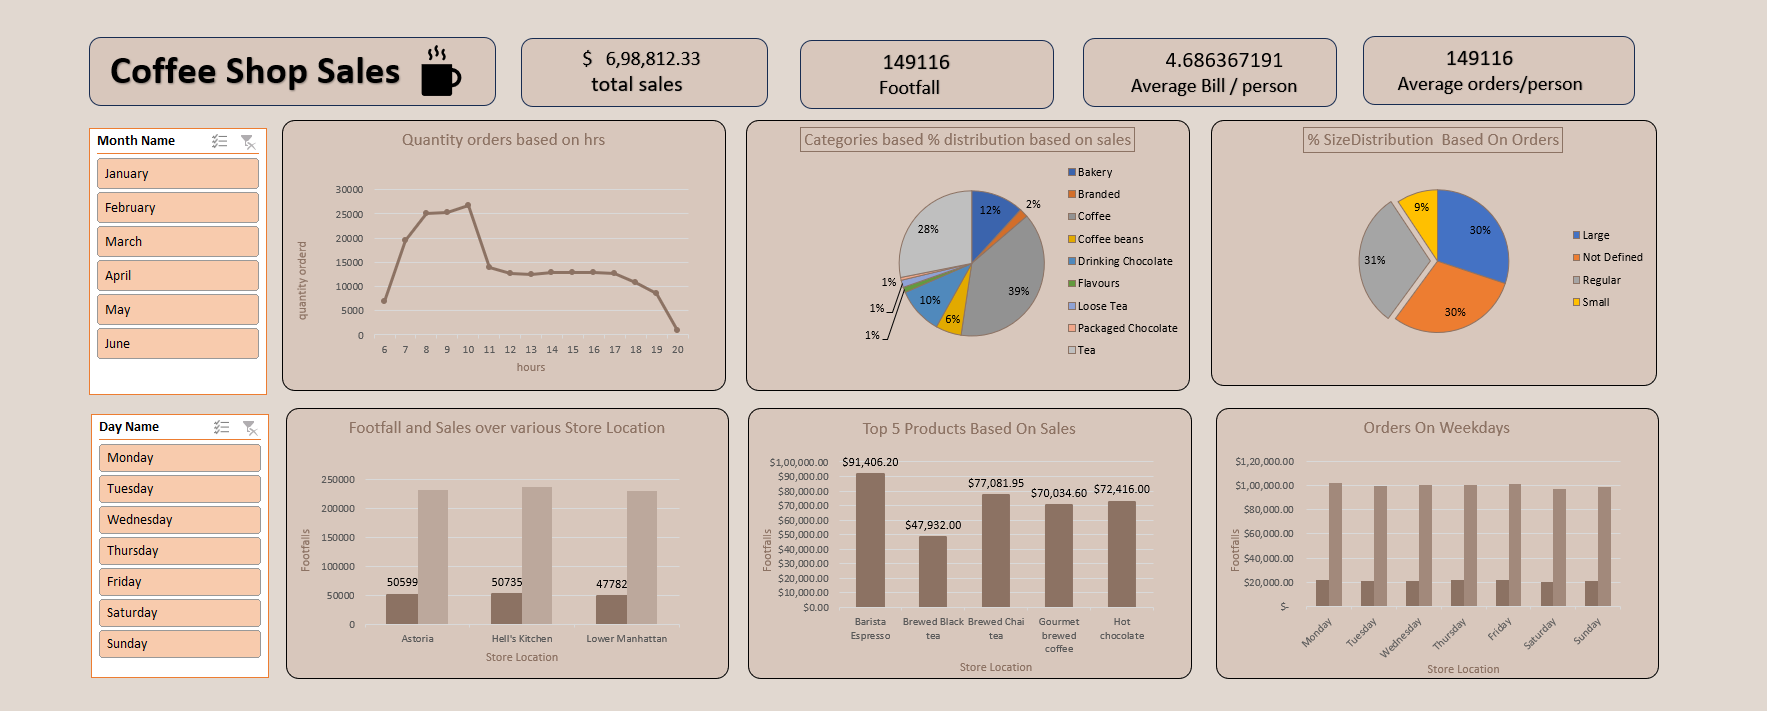 Coffee Shop Sales
$ 6,98,812.33
total sales
149116
Footfall
4.686367191
Average Bill / person
149116
Average orders/person
Month Name
January
February
March
April
May
June
Quantity orders based on hrs
quantity orderd
30000
25000
20000
15000
10000
5000
0
6 7 8 9 10 11 12 13 14 15 16 17 18 19 20
hours
Categories based % distribution based on sales
12%
2%
39%
6%
10%
1%
1%
1%
28%
Bakery
Branded
Coffee
Coffee beans
Drinking Chocolate
Flavours
Loose Tea
Packaged Chocolate
Tea
% SizeDistribution Based On Orders
30%
30%
31%
9%
Large
Not Defined
Regular
Small
Day Name
Monday
Tuesday
Wednesday
Thursday
Friday
Saturday
Sunday
Footfall and Sales over various Store Location
Footfalls
250000
200000
150000
100000
50000
0
50599
50735
47782
Astoria
Hell's Kitchen
Lower Manhattan
Store Location
Top 5 Products Based On Sales
Footfalls
$1,00,000.00
$90,000.00
$80,000.00
$70,000.00
$60,000.00
$50,000.00
$40,000.00
$30,000.00
$20,000.00
$10,000.00
$0.00
$91,406.20
$47,932.00
$77,081.95
$70,034.60
$72,416.00
Barista
Espresso
Brewed Black
tea
Brewed Chai
tea
Gourmet
brewed
coffee
Hot
chocolate
Store Location
Orders On Weekdays
Footfalls
$1,20,000.00
$1,00,000.00
$80,000.00
$60,000.00
$40,000.00
$20,000.00
$-
Monday
Tuesday
Wednesday
Thursday
Friday
Saturday
Sunday
Store Location